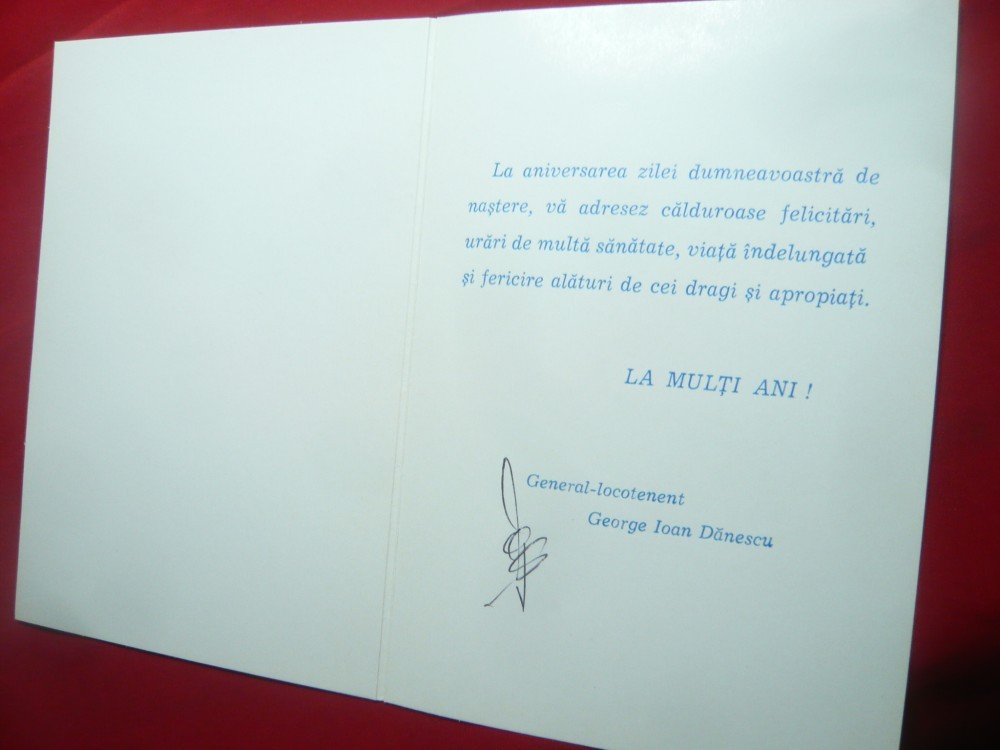 La aniversarea zilei dumneavoastră de
naștere, vă adresez călduroase felicitări,
urări de multă sănătate, viață îndelungată
și fericire alături de cei dragi și apropiați.
LA MULȚI ANI !
General-locotenent
George Ioan Dănescu